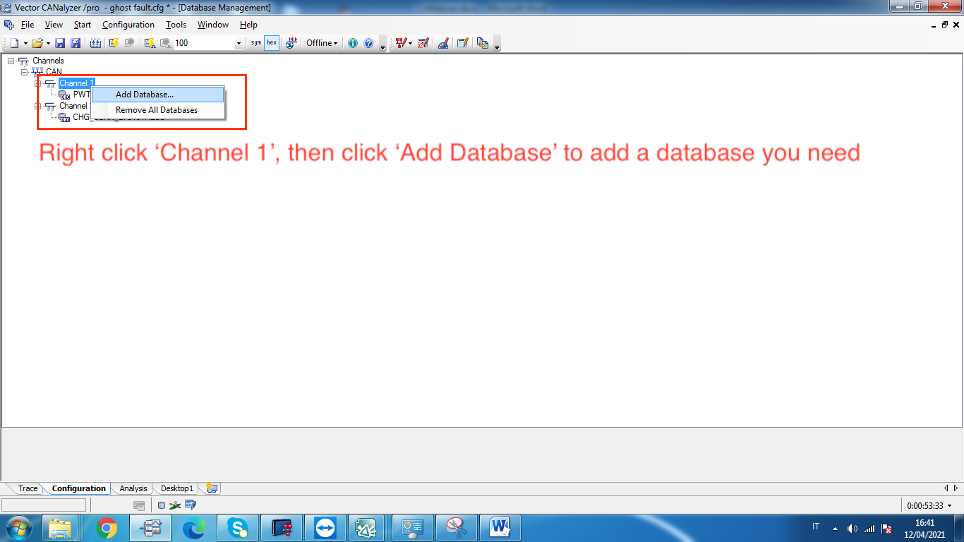 Vector CANalyzer /pro - ghost fault.cfg * - [Database Management]
File View Start Configuration Tools Window Help
100 sym hex Offline
Channels
CAN
Channel 1
PWT
Add Database...
Channel
Remove All Databases
CHG_
Right click ‘Channel 1’, then click ‘Add Database’ to add a database you need
Trace Configuration Analysis Desktop1
0:00:53:33
IT 16:41
12/04/2021